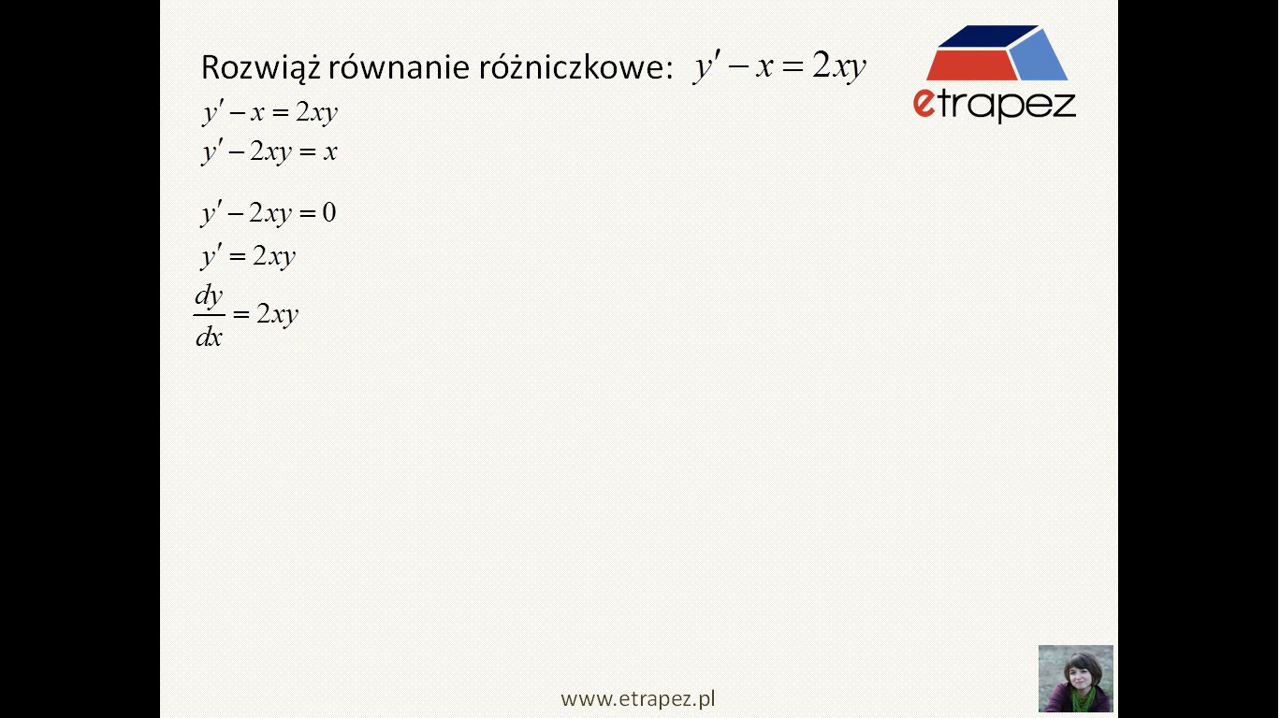 Rozwiąż równanie różniczkowe: y′ − x = 2xy
etrapez
y′ − x = 2xy
y′ − 2xy = x
y′ − 2xy = 0
y′ = 2xy
dy/dx = 2xy
www.etrapez.pl